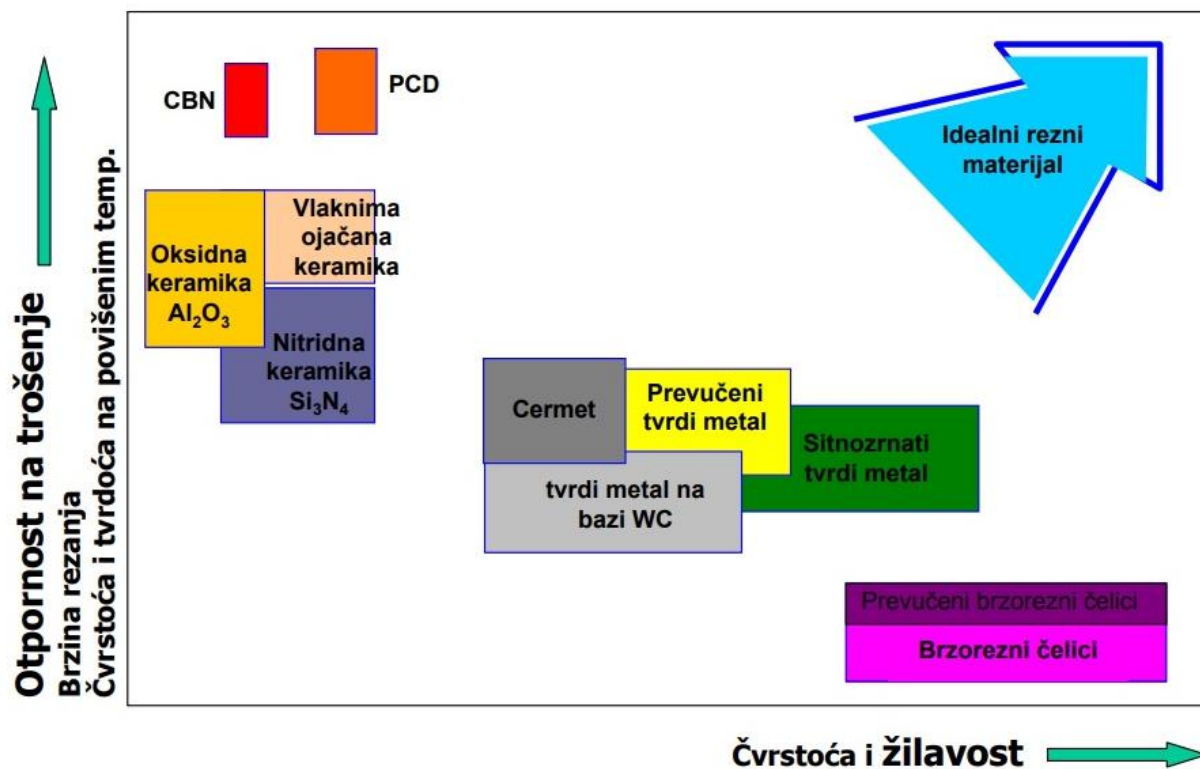 Otpornost na trošenje
Brzina rezanja
Čvrstoća i tvrdoća na povišenim temp.
CBN
PCD
Idealni rezni
materijal
Oksidna
keramika
Al₂O₃
Vlaknima
ojačana
keramika
Nitridna
keramika
Si₃N₄
Cermet
Prevučeni
tvrdi metal
Sitnozrnati
tvrdi metal
tvrdi metal na
bazi WC
Prevučeni brzorezni čelici
Brzorezni čelici
Čvrstoća i žilavost